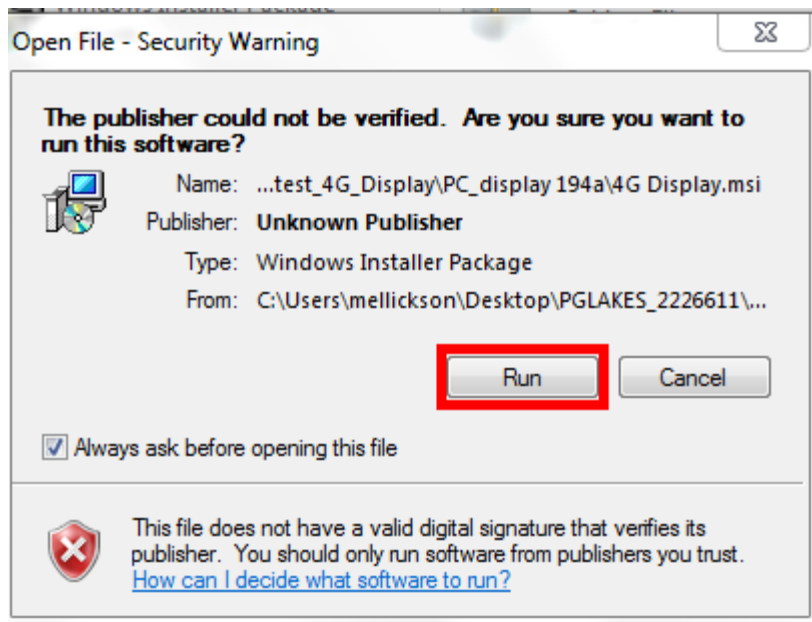 Open File - Security Warning
The publisher could not be verified. Are you sure you want to
run this software?
Name: ...test_4G_Display\PC_display 194a\4G Display.msi
Publisher: Unknown Publisher
Type: Windows Installer Package
From: C:\Users\mellickson\Desktop\PGLAKES_2226611\...
Run Cancel
Always ask before opening this file
This file does not have a valid digital signature that verifies its
publisher. You should only run software from publishers you trust.
How can I decide what software to run?